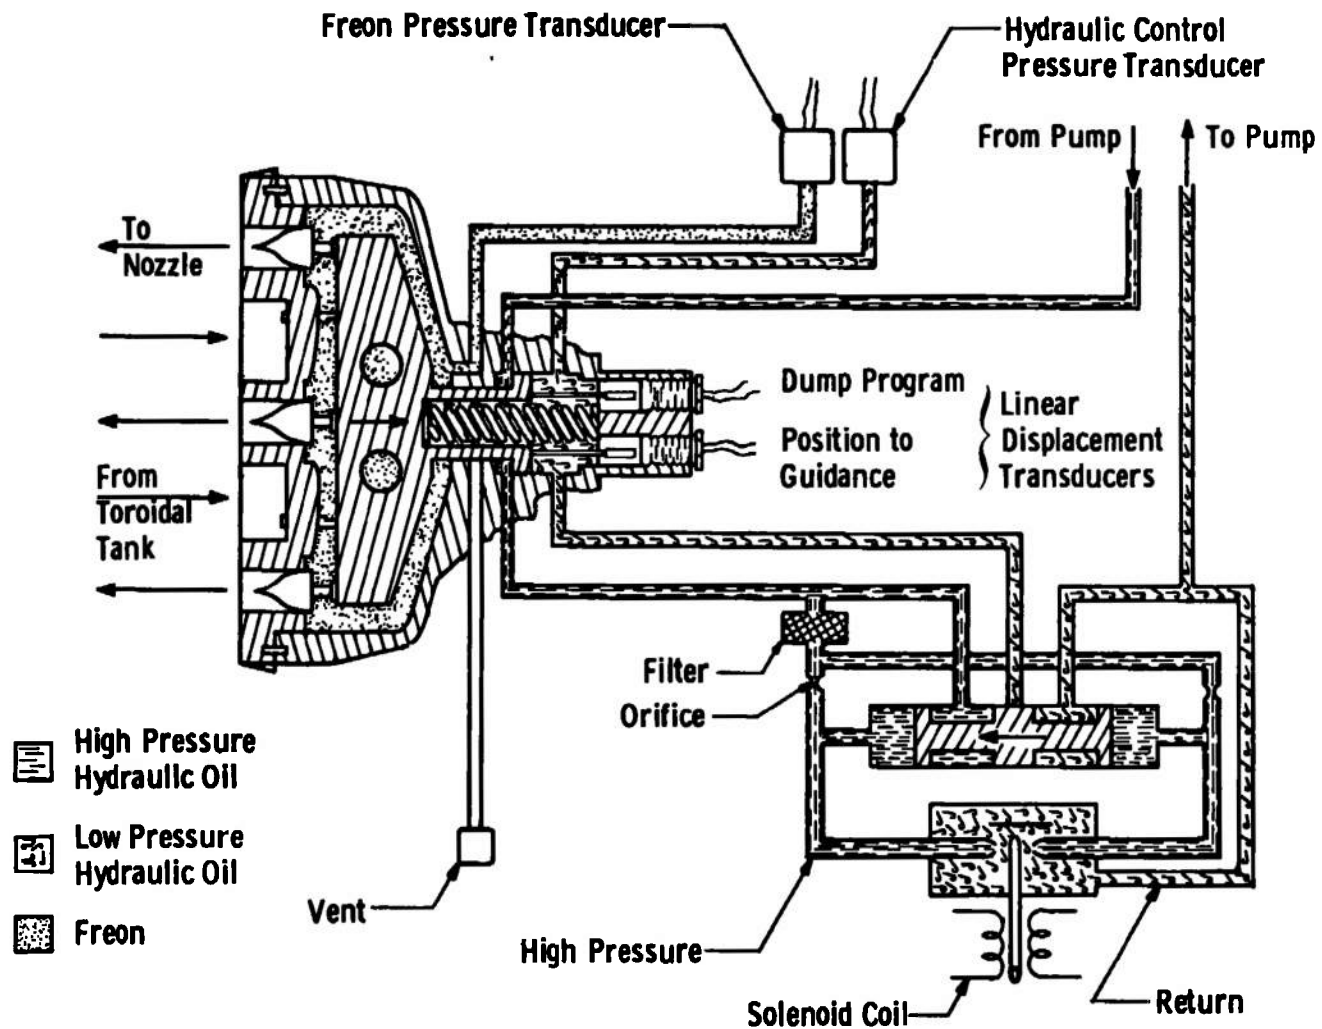 Freon Pressure Transducer
Hydraulic Control
Pressure Transducer
From Pump
To Pump
To
Nozzle
Dump Program
Position to
Guidance
Linear
Displacement
Transducers
From
Toroidal
Tank
Filter
Orifice
High Pressure
Hydraulic Oil
Low Pressure
Hydraulic Oil
Freon
Vent
High Pressure
Solenoid Coil
Return